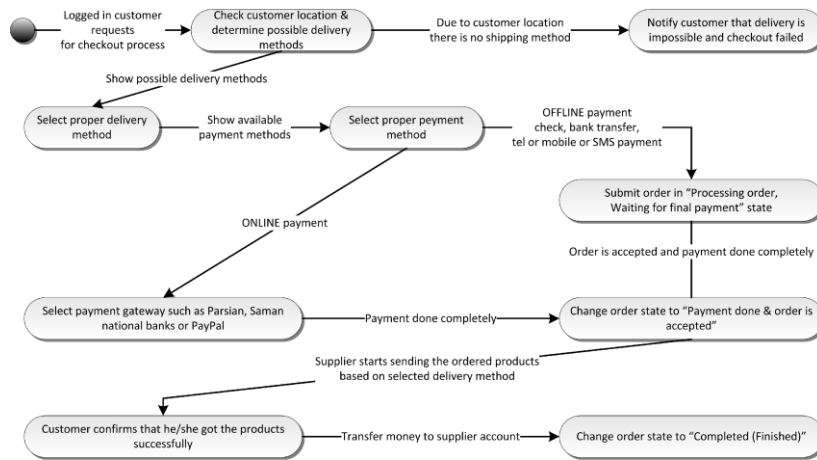 Logged in customer
requests
for checkout process
Check customer location &
determine possible delivery
methods
Due to customer location
there is no shipping method
Notify customer that delivery is
impossible and checkout failed
Show possible delivery methods
Select proper delivery
method
Show available
payment methods
Select proper peyment
method
OFFLINE payment
check, bank transfer,
tel or mobile or SMS payment
Submit order in “Processing order,
Waiting for final payment” state
ONLINE payment
Order is accepted and payment done completely
Select payment gateway such as Parsian, Saman
national banks or PayPal
Payment done completely
Change order state to “Payment done & order is
accepted”
Supplier starts sending the ordered products
based on selected delivery method
Customer confirms that he/she got the products
successfully
Transfer money to supplier account
Change order state to “Completed (Finished)”